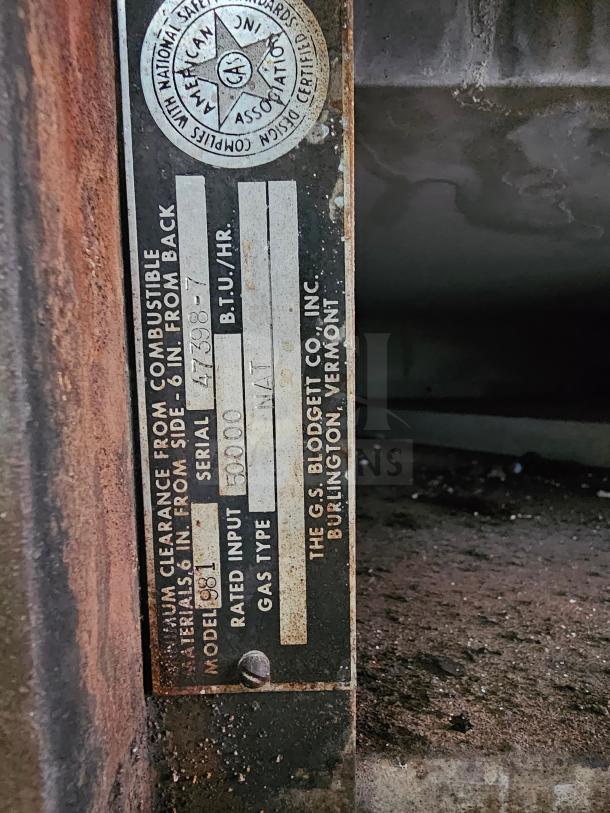 DESIGN CERTIFIED
COMPLIES WITH NATIONAL SAFETY STANDARDS
AMERICAN GAS ASSOCIATION INC
MINIMUM CLEARANCE FROM COMBUSTIBLE
MATERIALS,6 IN. FROM SIDE - 6 IN. FROM BACK
MODEL 981 SERIAL 47398-7
RATED INPUT 50000 B.T.U./HR.
GAS TYPE NAT
THE G.S. BLODGETT CO., INC.
BURLINGTON, VERMONT